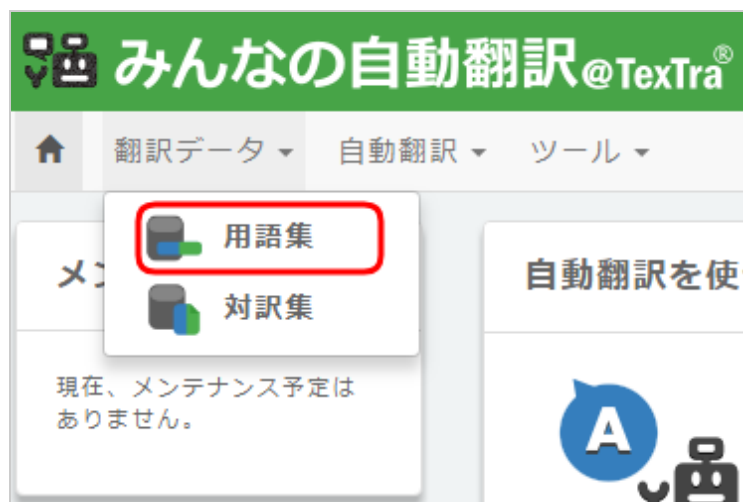 みんなの自動翻訳@TexTra®
翻訳データ
自動翻訳
ツール
用語集
対訳集
メン
自動翻訳を使
現在、メンテナンス予定は
ありません。
A